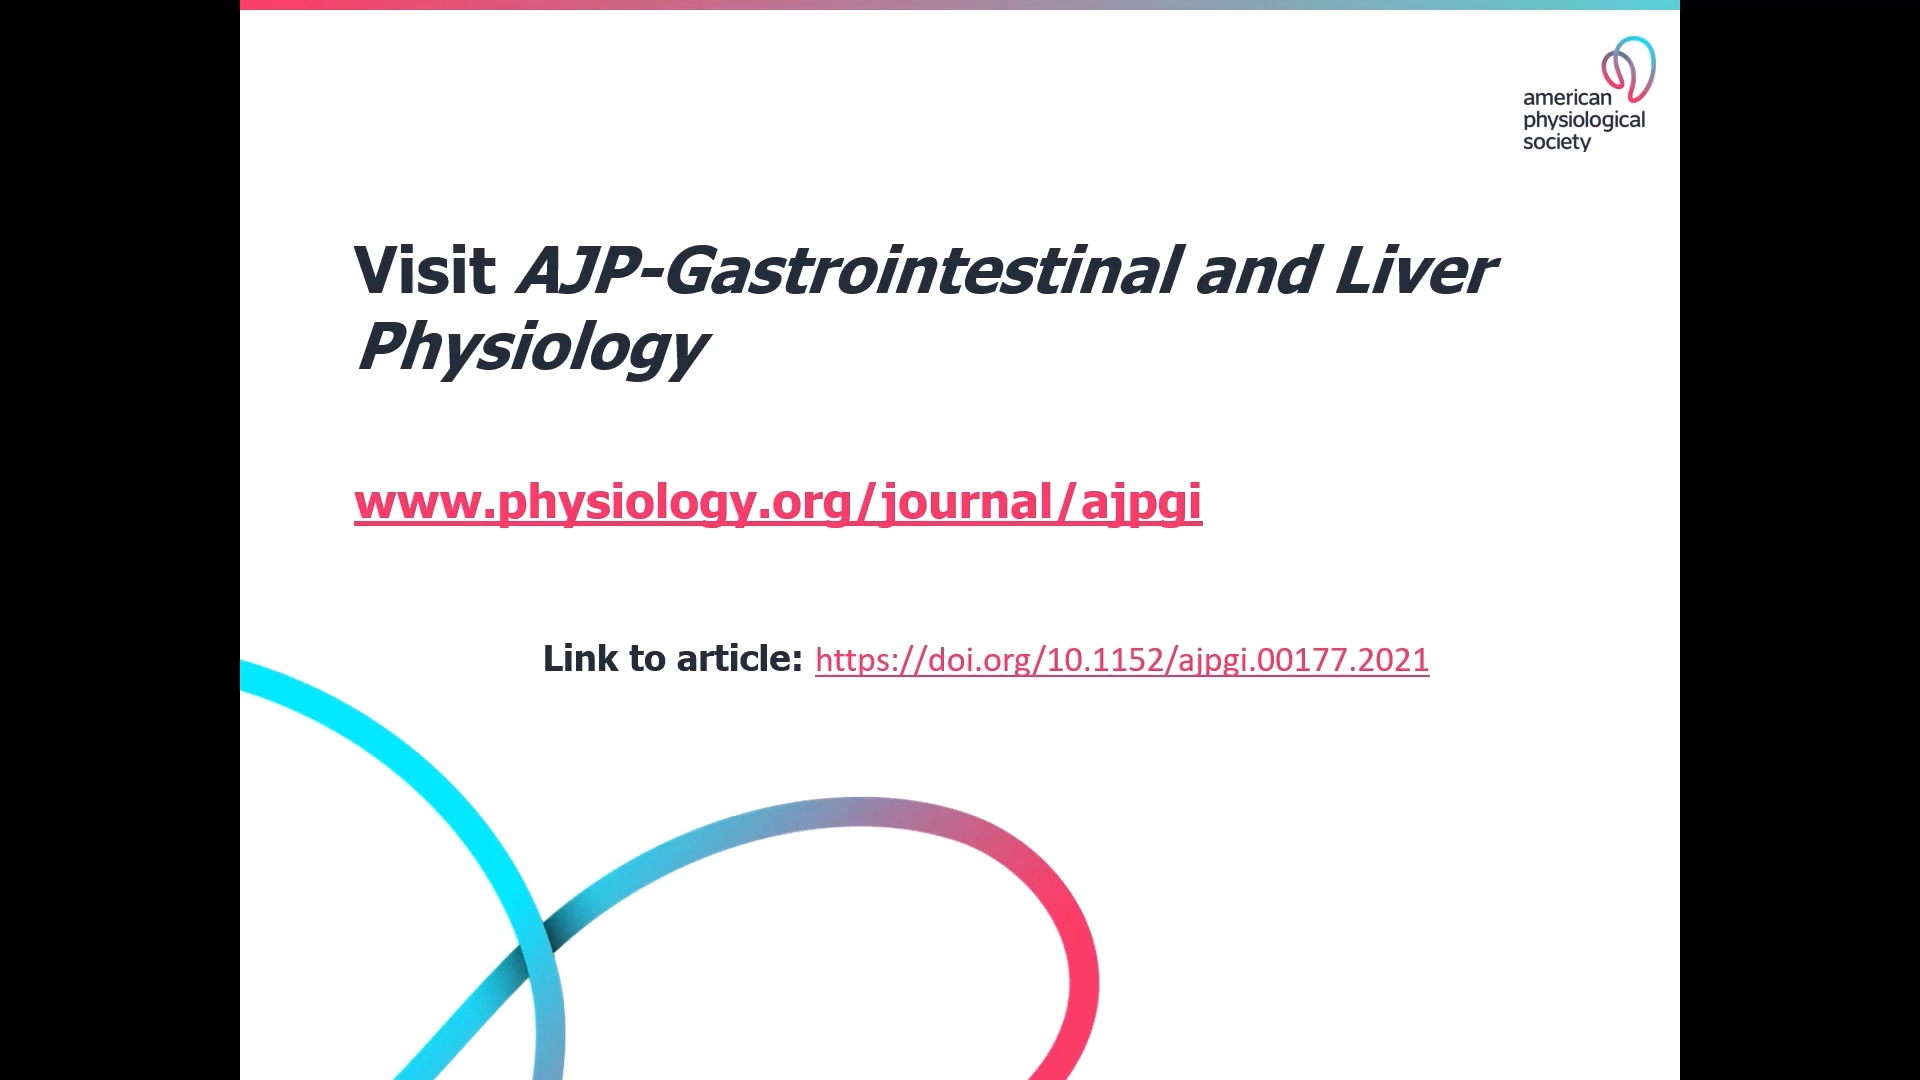 american
physiological
society
Visit AJP-Gastrointestinal and Liver
Physiology
www.physiology.org/journal/ajpgi
Link to article: https://doi.org/10.1152/ajpgi.00177.2021